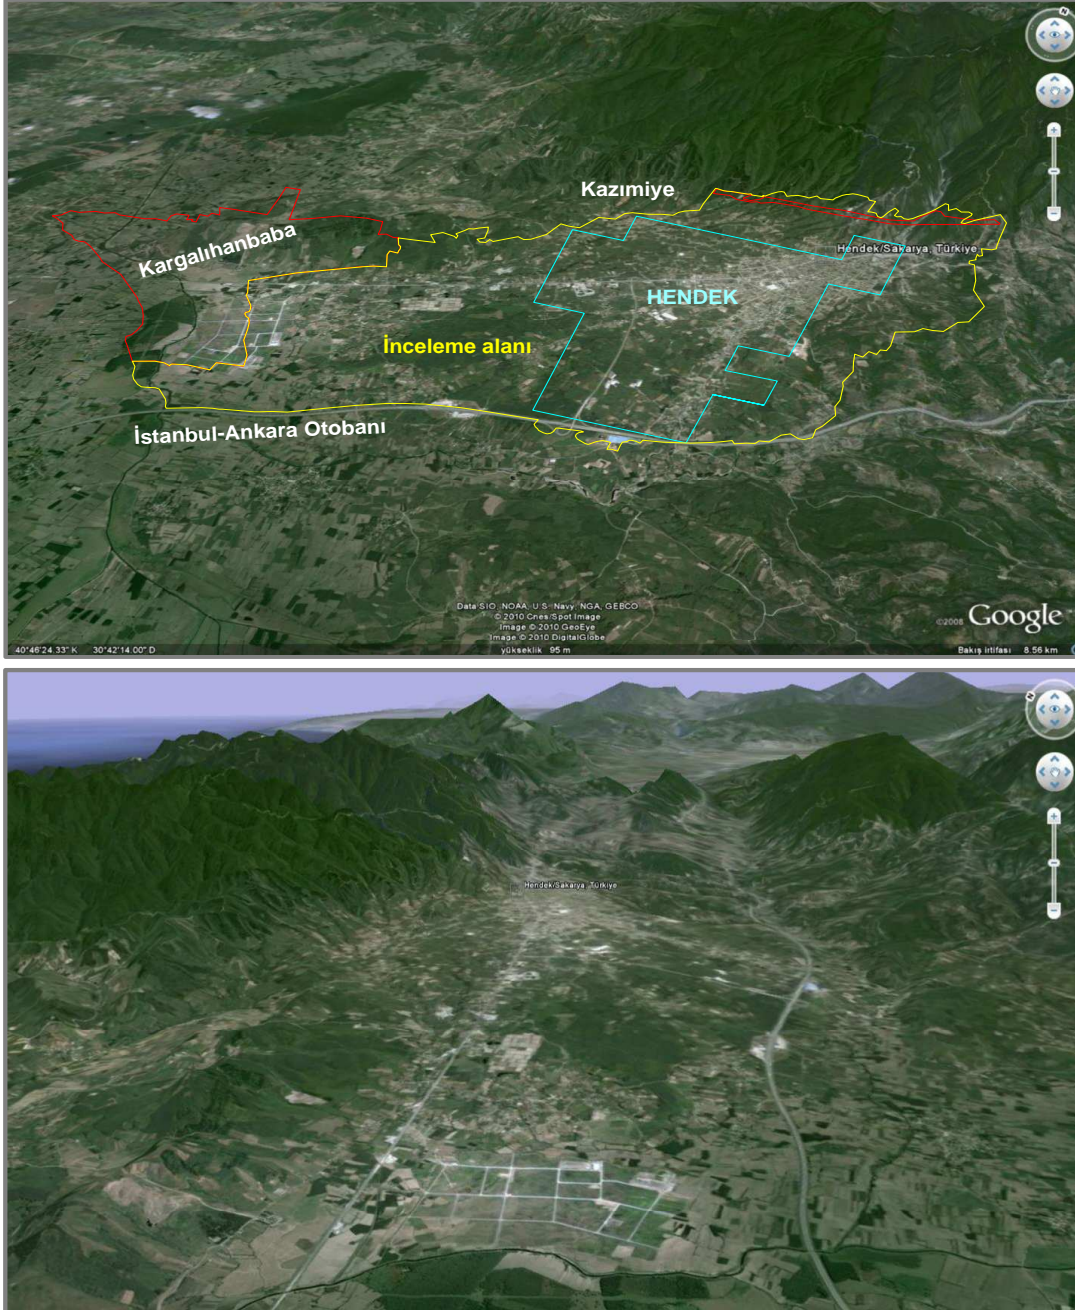 Kazımiye
Kargalıhanbaba
Hendek/Sakarya, Türkiye
HENDEK
İnceleme alanı
İstanbul-Ankara Otobanı
Data SIO, NOAA, U.S. Navy, NGA, GEBCO
© 2010 Cnes/Spot Image
Image © 2010 GeoEye
Image © 2010 DigitalGlobe
©2008 Google
40°46'24.33" K 30°42'14.00" D yükseklik 95 m Bakış irtifası 8.56 km
Hendek/Sakarya, Türkiye